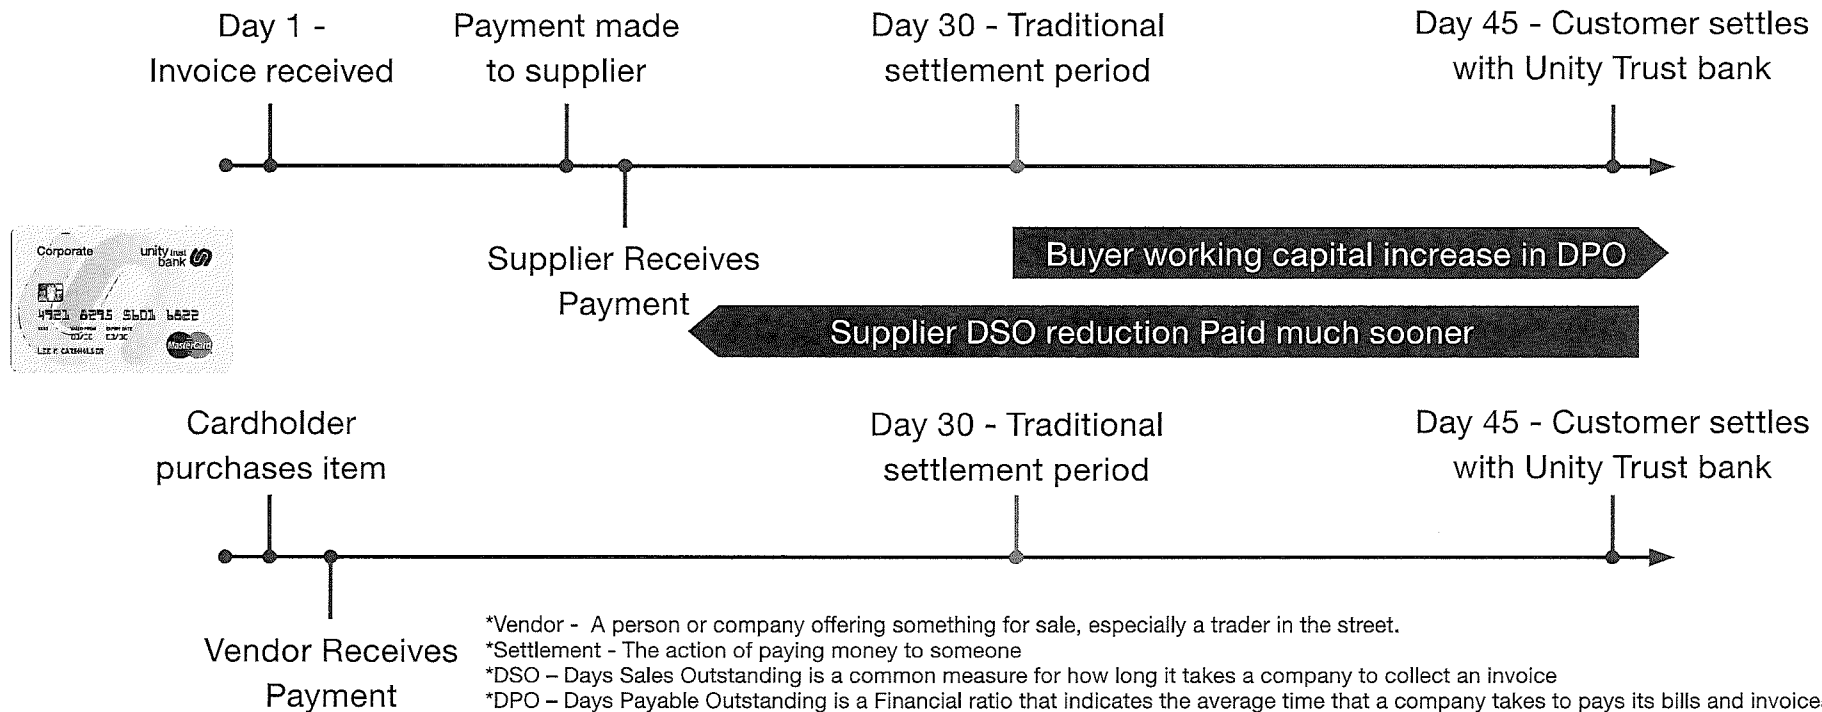 Day 1 -
Invoice received
Payment made
to supplier
Day 30 - Traditional
settlement period
Day 45 - Customer settles
with Unity Trust bank
Supplier Receives
Payment
Buyer working capital increase in DPO
Supplier DSO reduction Paid much sooner
Corporate
unity trust
bank
MasterCard
Cardholder
purchases item
Day 30 - Traditional
settlement period
Day 45 - Customer settles
with Unity Trust bank
Vendor Receives
Payment
*Vendor - A person or company offering something for sale, especially a trader in the street.
*Settlement - The action of paying money to someone
*DSO – Days Sales Outstanding is a common measure for how long it takes a company to collect an invoice
*DPO – Days Payable Outstanding is a Financial ratio that indicates the average time that a company takes to pays its bills and invoice